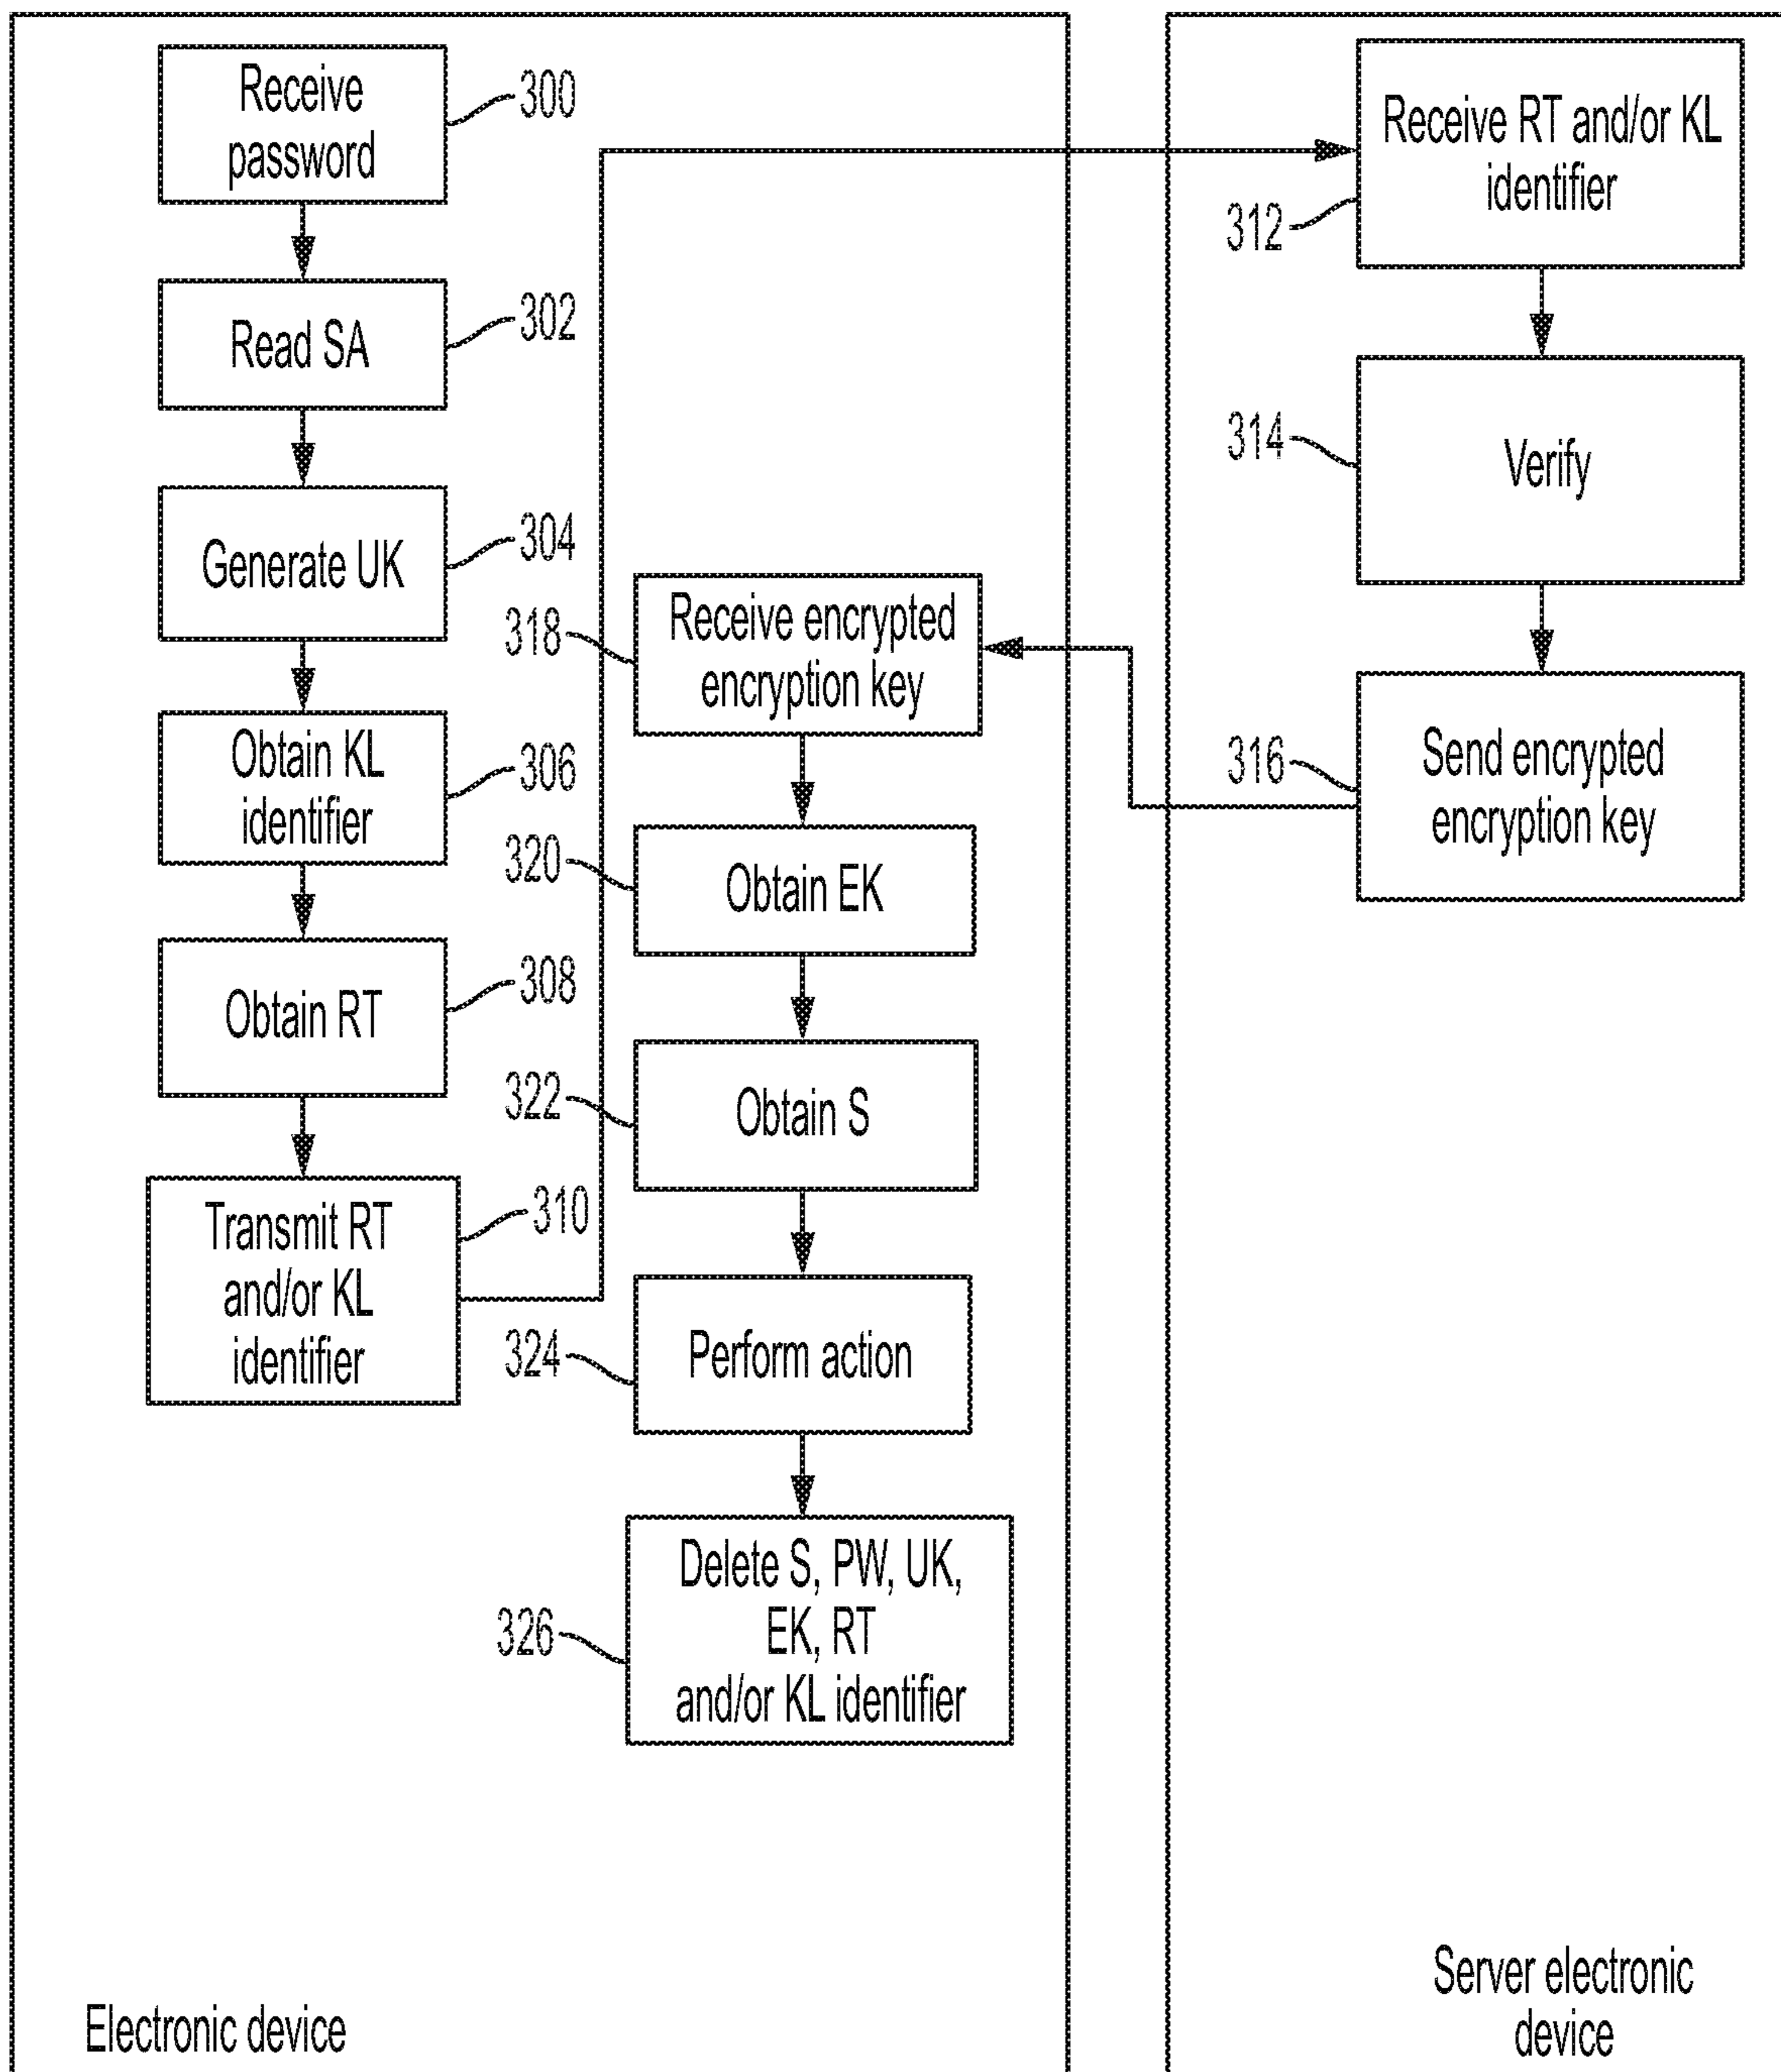 Receive
password
300
Read SA
302
Generate UK
304
Obtain KL
identifier
306
Obtain RT
308
Transmit RT
and/or KL
identifier
310
Receive RT and/or KL
identifier
312
Verify
314
Send encrypted
encryption key
316
Receive encrypted
encryption key
318
Obtain EK
320
Obtain S
322
Perform action
324
Delete S, PW, UK,
EK, RT
and/or KL identifier
326
Electronic device
Server electronic
device